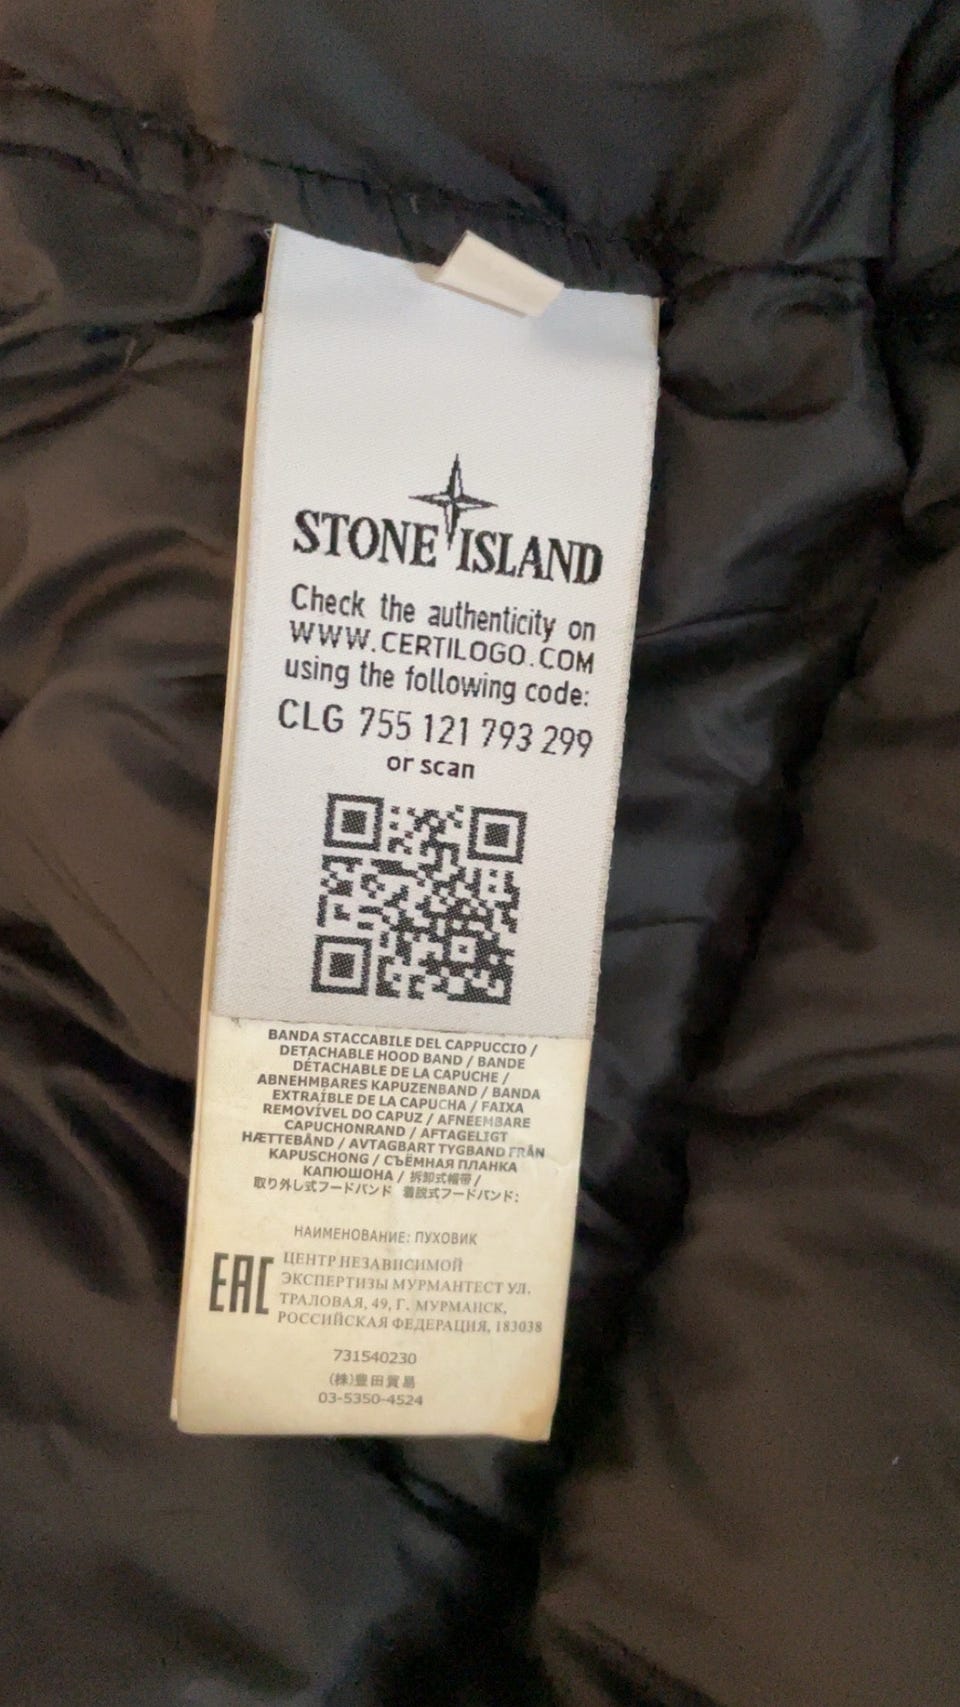 STONE ISLAND
Check the authenticity on
WWW.CERTILOGO.COM
using the following code:
CLG 755 121 793 299
or scan
BANDA STACCABILE DEL CAPPUCCIO /
DETACHABLE HOOD BAND / BANDE
DÉTACHABLE DE LA CAPUCHE /
ABNEHMBARES KAPUZENBAND / BANDA
EXTRAÍBLE DE LA CAPUCHA / FAIXA
REMOVÍVEL DO CAPUZ / AFNEEMBARE
CAPUCHONRAND / AFTAGELIGT
HÆTTEBÅND / AVTAGBART TYGBAND FRÅN
KAPUSCHONG / СЪЁМНАЯ ПЛАНКА
КАПЮШОНА / 拆卸式帽带 /
取り外し式フードバンド 着脱式フードバンド:
НАИМЕНОВАНИЕ: ПУХОВИК
EAC ЦЕНТР НЕЗАВИСИМОЙ
ЭКСПЕРТИЗЫ МУРМАНТЕСТ УЛ.
ТРАЛОВАЯ, 49, Г. МУРМАНСК,
РОССИЙСКАЯ ФЕДЕРАЦИЯ, 183038
731540230
(株)豊田貿易
03-5350-4524